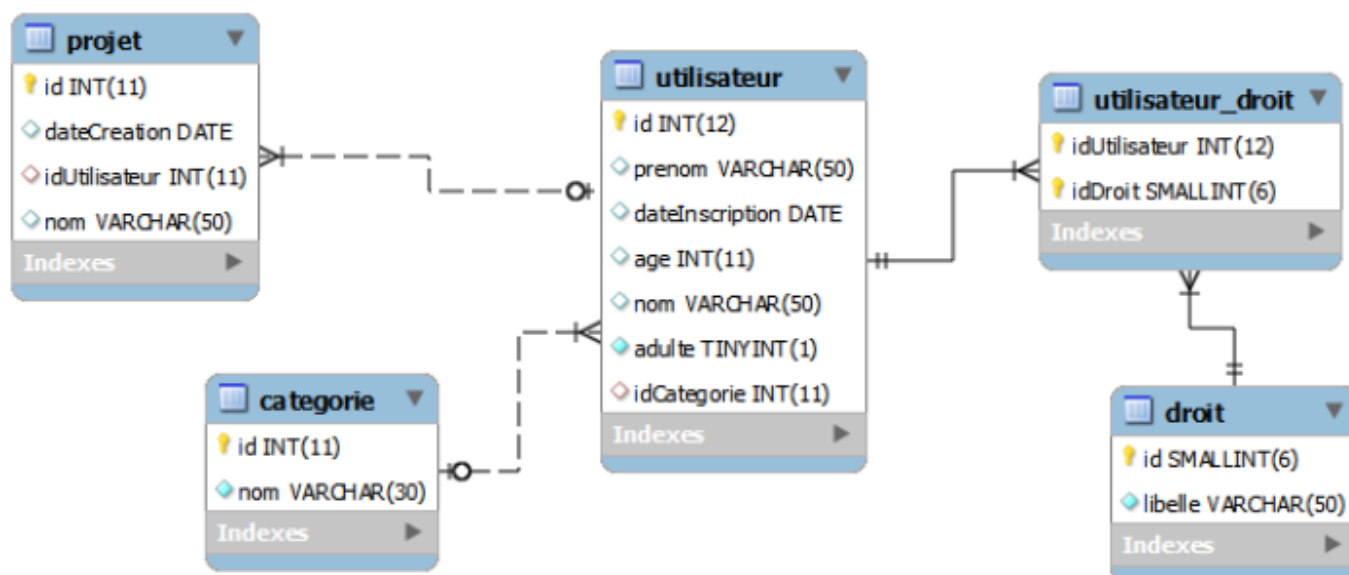 projet
id INT(11)
dateCreation DATE
idUtilisateur INT(11)
nom VARCHAR(50)
Indexes
utilisateur
id INT(12)
prenom VARCHAR(50)
dateInscription DATE
age INT(11)
nom VARCHAR(50)
adulte TINYINT(1)
idCategorie INT(11)
Indexes
utilisateur_droit
idUtilisateur INT(12)
idDroit SMALLINT(6)
Indexes
categorie
id INT(11)
nom VARCHAR(30)
Indexes
droit
id SMALLINT(6)
libelle VARCHAR(50)
Indexes